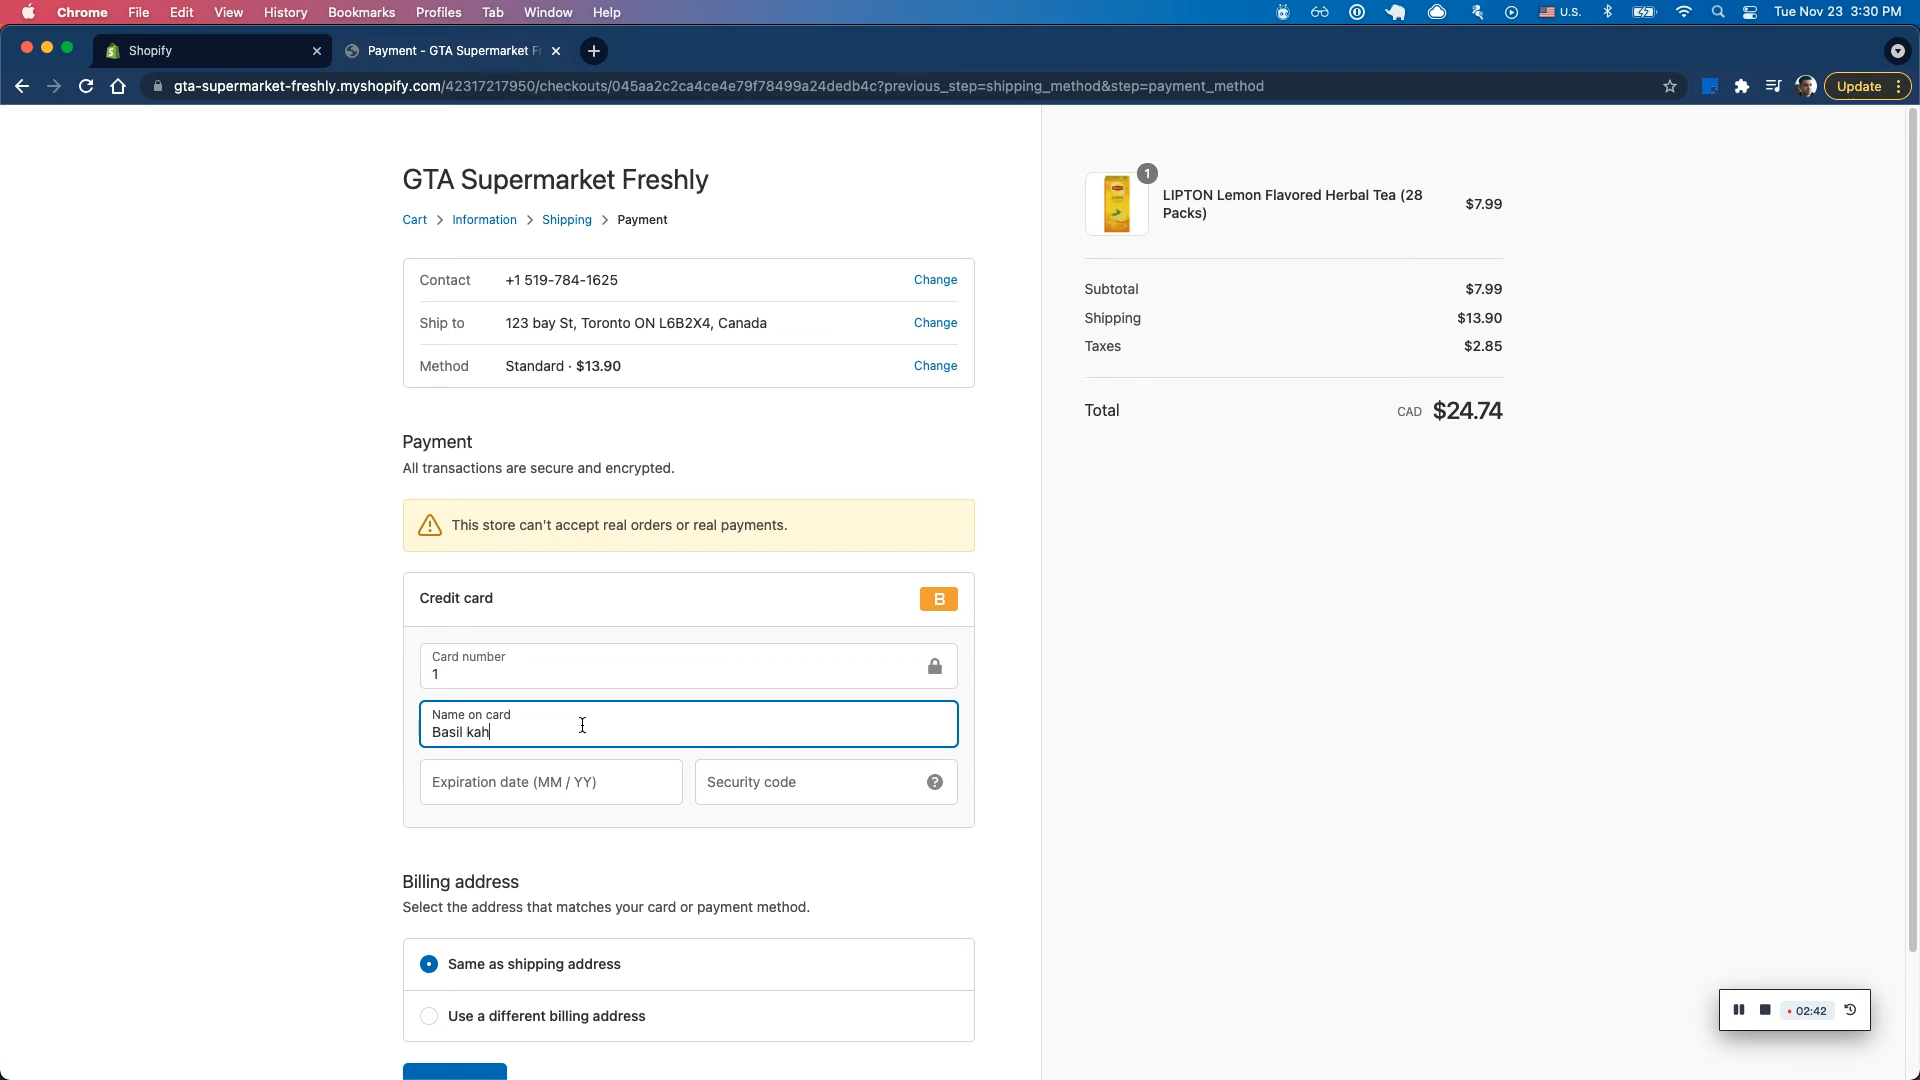 Chrome File Edit View History Bookmarks Profiles Tab Window Help
U.S. Tue Nov 23 3:30 PM
Shopify
Payment - GTA Supermarket F
gta-supermarket-freshly.myshopify.com/42317217950/checkouts/045aa2c2ca4ce4e79f78499a24dedb4c?previous_step=shipping_method&step=payment_method
Update
GTA Supermarket Freshly
Cart > Information > Shipping > Payment
Contact +1 519-784-1625 Change
Ship to 123 bay St, Toronto ON L6B2X4, Canada Change
Method Standard · $13.90 Change
Payment
All transactions are secure and encrypted.
This store can't accept real orders or real payments.
Credit card B
Card number
1
Name on card
Basil kah
Expiration date (MM / YY)
Security code
?
Billing address
Select the address that matches your card or payment method.
Same as shipping address
Use a different billing address
1
LIPTON Lemon Flavored Herbal Tea (28
Packs)
$7.99
Subtotal $7.99
Shipping $13.90
Taxes $2.85
Total CAD $24.74
02:42